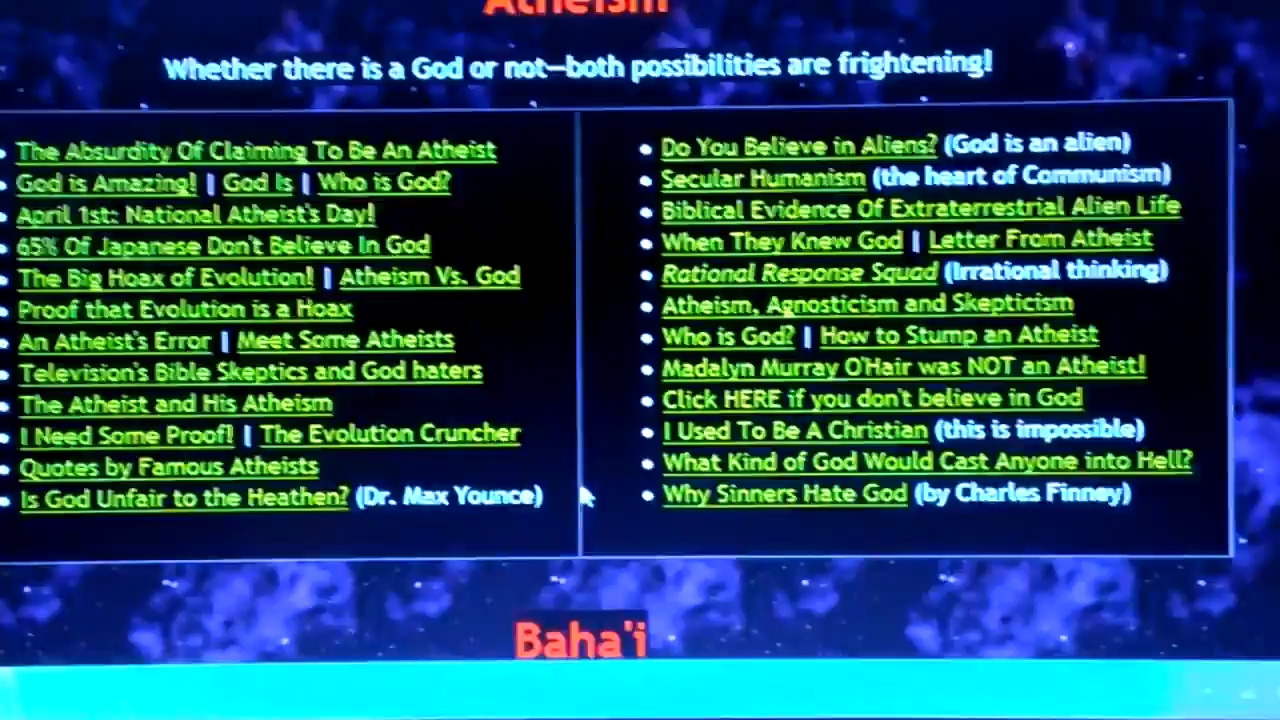 Atheism
Whether there is a God or not—both possibilities are frightening!
The Absurdity Of Claiming To Be An Atheist
God is Amazing! | God Is | Who is God?
April 1st: National Atheist's Day!
65% Of Japanese Don't Believe In God
The Big Hoax of Evolution! | Atheism Vs. God
Proof that Evolution is a Hoax
An Atheist's Error | Meet Some Atheists
Television's Bible Skeptics and God haters
The Atheist and His Atheism
I Need Some Proof! | The Evolution Cruncher
Quotes by Famous Atheists
Is God Unfair to the Heathen? (Dr. Max Younce)
Do You Believe in Aliens? (God is an alien)
Secular Humanism (the heart of Communism)
Biblical Evidence Of Extraterrestrial Alien Life
When They Knew God | Letter From Atheist
Rational Response Squad (Irrational thinking)
Atheism, Agnosticism and Skepticism
Who is God? | How to Stump an Atheist
Madalyn Murray O'Hair was NOT an Atheist!
Click HERE if you don't believe in God
I Used To Be A Christian (this is impossible)
What Kind of God Would Cast Anyone into Hell?
Why Sinners Hate God (by Charles Finney)
Baha'i